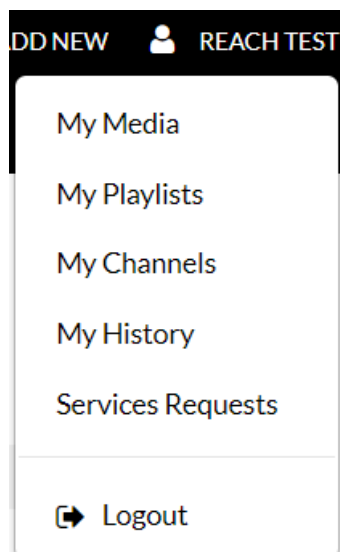 DD NEW REACH TEST
My Media
My Playlists
My Channels
My History
Services Requests
Logout